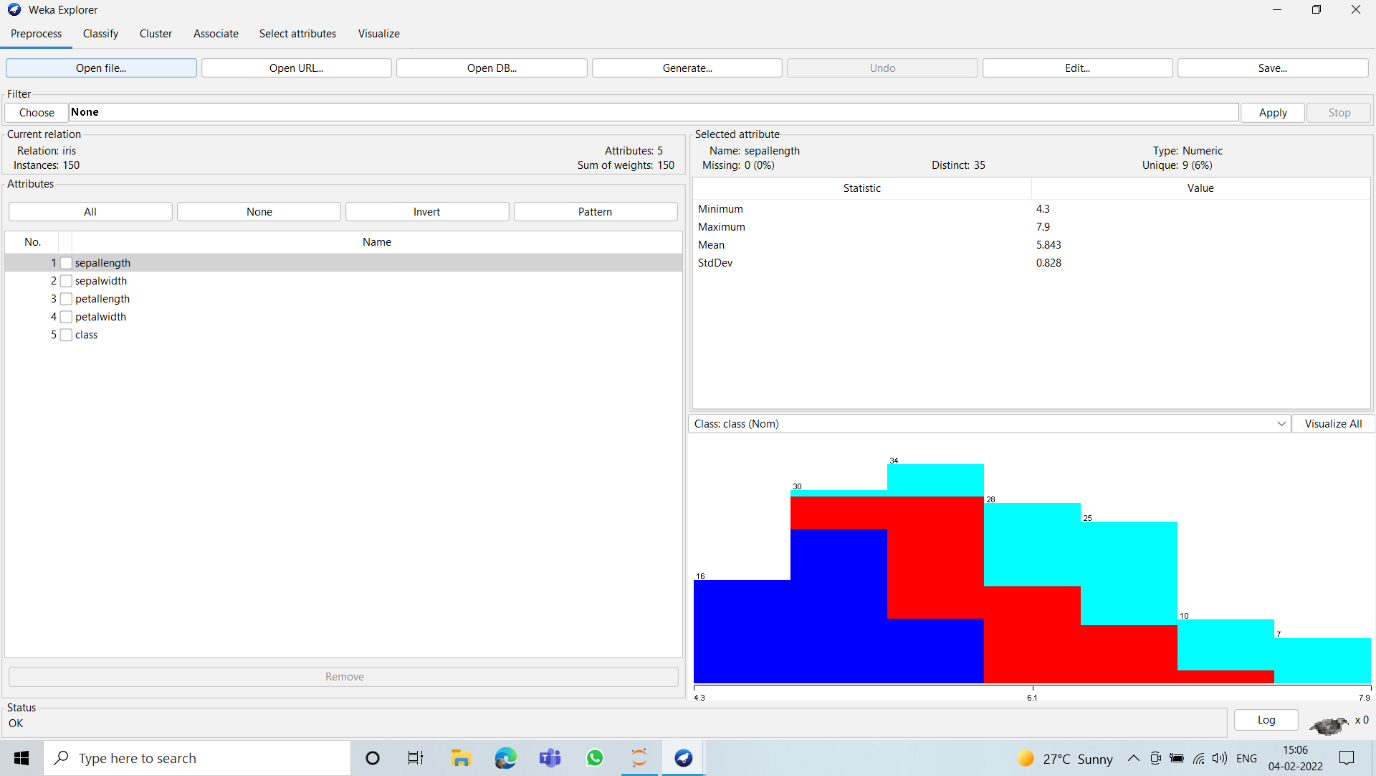 Weka Explorer
Preprocess Classify Cluster Associate Select attributes Visualize
Open file... Open URL... Open DB... Generate... Undo Edit... Save...
Filter
Choose None Apply Stop
Current relation
Relation: iris Attributes: 5
Instances: 150 Sum of weights: 150
Attributes
All None Invert Pattern
No. Name
1 sepallength
2 sepalwidth
3 petallength
4 petalwidth
5 class
Remove
Selected attribute
Name: sepallength Type: Numeric
Missing: 0 (0%) Distinct: 35 Unique: 9 (6%)
Statistic Value
Minimum 4.3
Maximum 7.9
Mean 5.843
StdDev 0.828
Class: class (Nom) Visualize All
16 30 34 28 25 10 7
4.3 6.1 7.9
Status
OK Log x 0
Type here to search 27°C Sunny ENG 15:06
04-02-2022